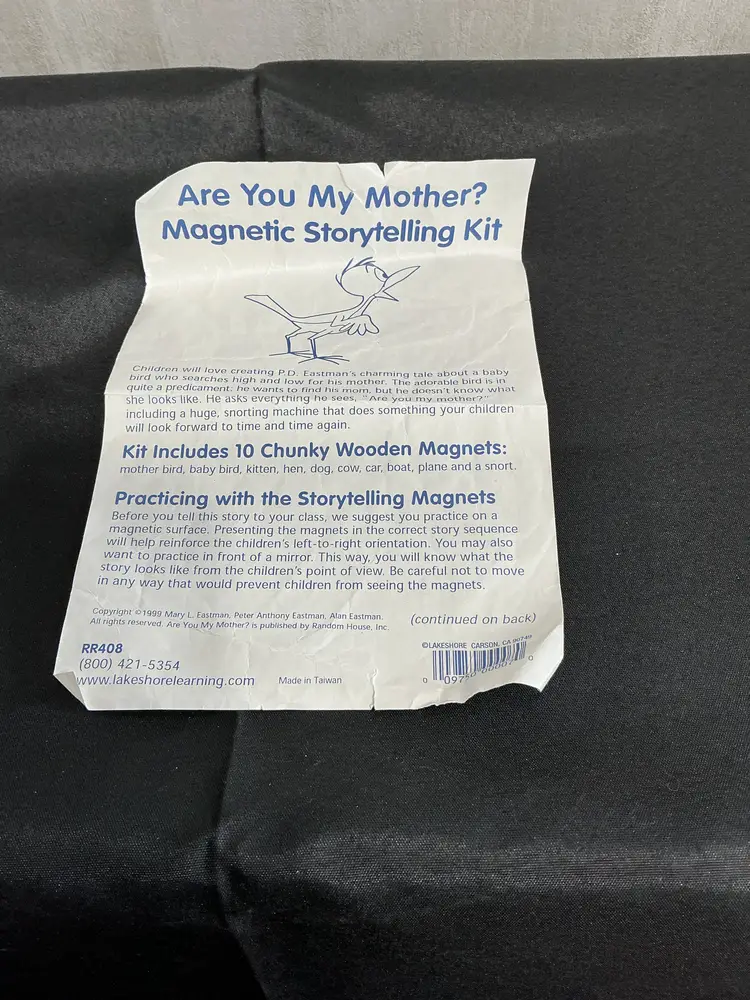 Are You My Mother?
Magnetic Storytelling Kit
Children will love creating P.D. Eastman's charming tale about a baby
bird who searches high and low for his mother. The adorable bird is in
quite a predicament: he wants to find his mom, but he doesn't know what
she looks like. He asks everything he sees, "Are you my mother?"
including a huge, snorting machine that does something your children
will look forward to time and time again.
Kit Includes 10 Chunky Wooden Magnets:
mother bird, baby bird, kitten, hen, dog, cow, car, boat, plane and a snort.
Practicing with the Storytelling Magnets
Before you tell this story to your class, we suggest you practice on a
magnetic surface. Presenting the magnets in the correct story sequence
will help reinforce the children's left-to-right orientation. You may also
want to practice in front of a mirror. This way, you will know what the
story looks like from the children's point of view. Be careful not to move
in any way that would prevent children from seeing the magnets.
Copyright ©1999 Mary L. Eastman, Peter Anthony Eastman, Alan Eastman.
All rights reserved. Are You My Mother? is published by Random House, Inc.
(continued on back)
RR408
(800) 421-5354
www.lakeshorelearning.com
Made in Taiwan
©LAKESHORE CARSON, CA 90749